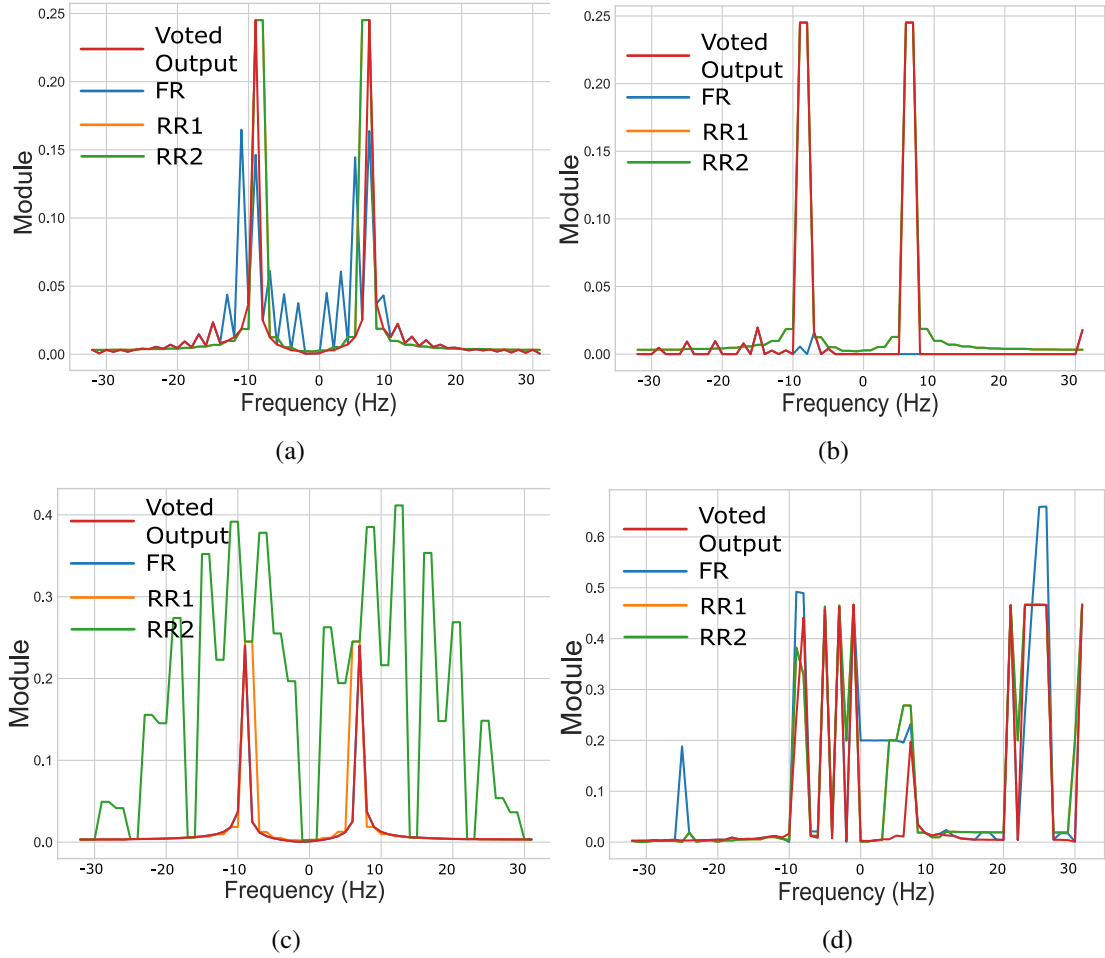 0.25
0.20
0.15
0.10
0.05
0.00
Module
Voted
Output
FR
RR1
RR2
-30 -20 -10 0 10 20 30
Frequency (Hz)
(a)
0.25
0.20
0.15
0.10
0.05
0.00
Module
Voted
Output
FR
RR1
RR2
-30 -20 -10 0 10 20 30
Frequency (Hz)
(b)
0.4
0.3
0.2
0.1
0.0
Module
Voted
Output
FR
RR1
RR2
-30 -20 -10 0 10 20 30
Frequency (Hz)
(c)
0.6
0.5
0.4
0.3
0.2
0.1
0.0
Module
Voted
Output
FR
RR1
RR2
-30 -20 -10 0 10 20 30
Frequency (Hz)
(d)